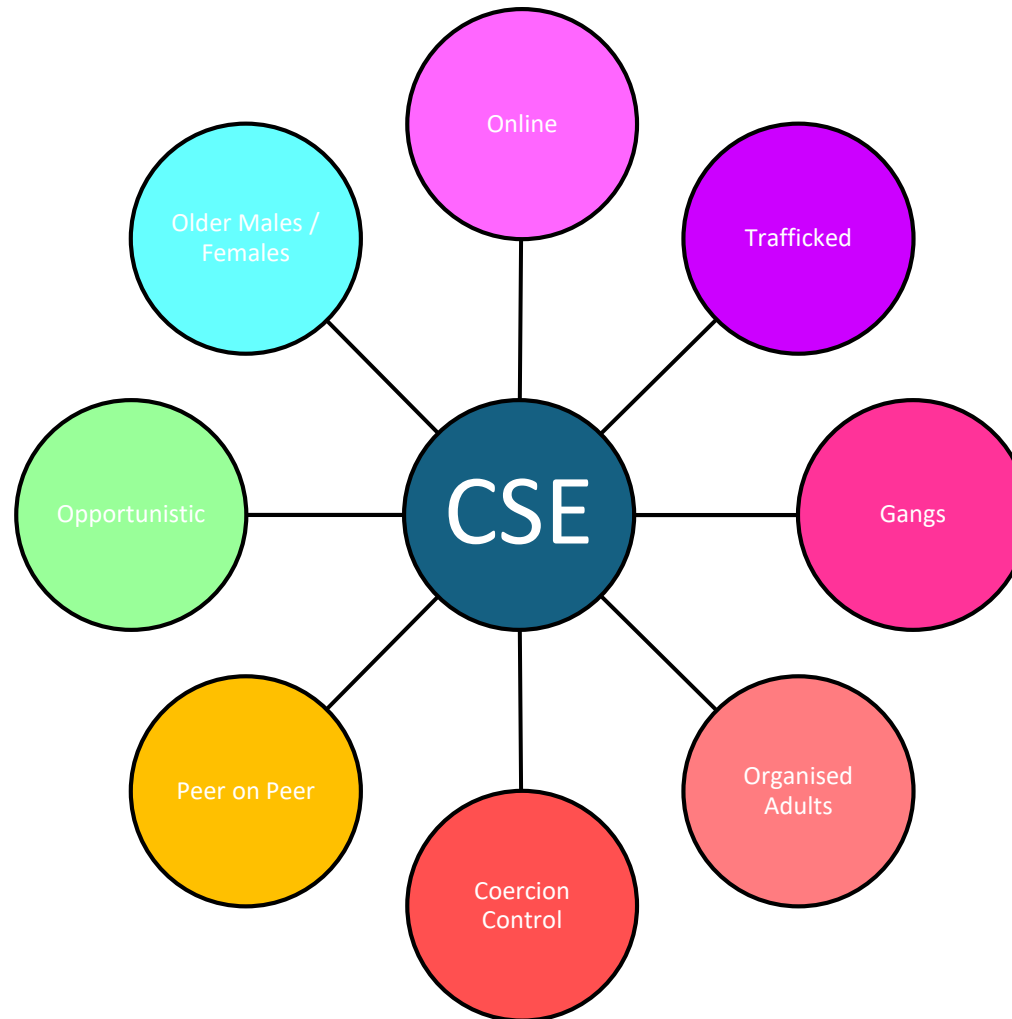 Online
Older Males /
Females
Trafficked
Opportunistic
CSE
Gangs
Peer on Peer
Organised
Adults
Coercion
Control